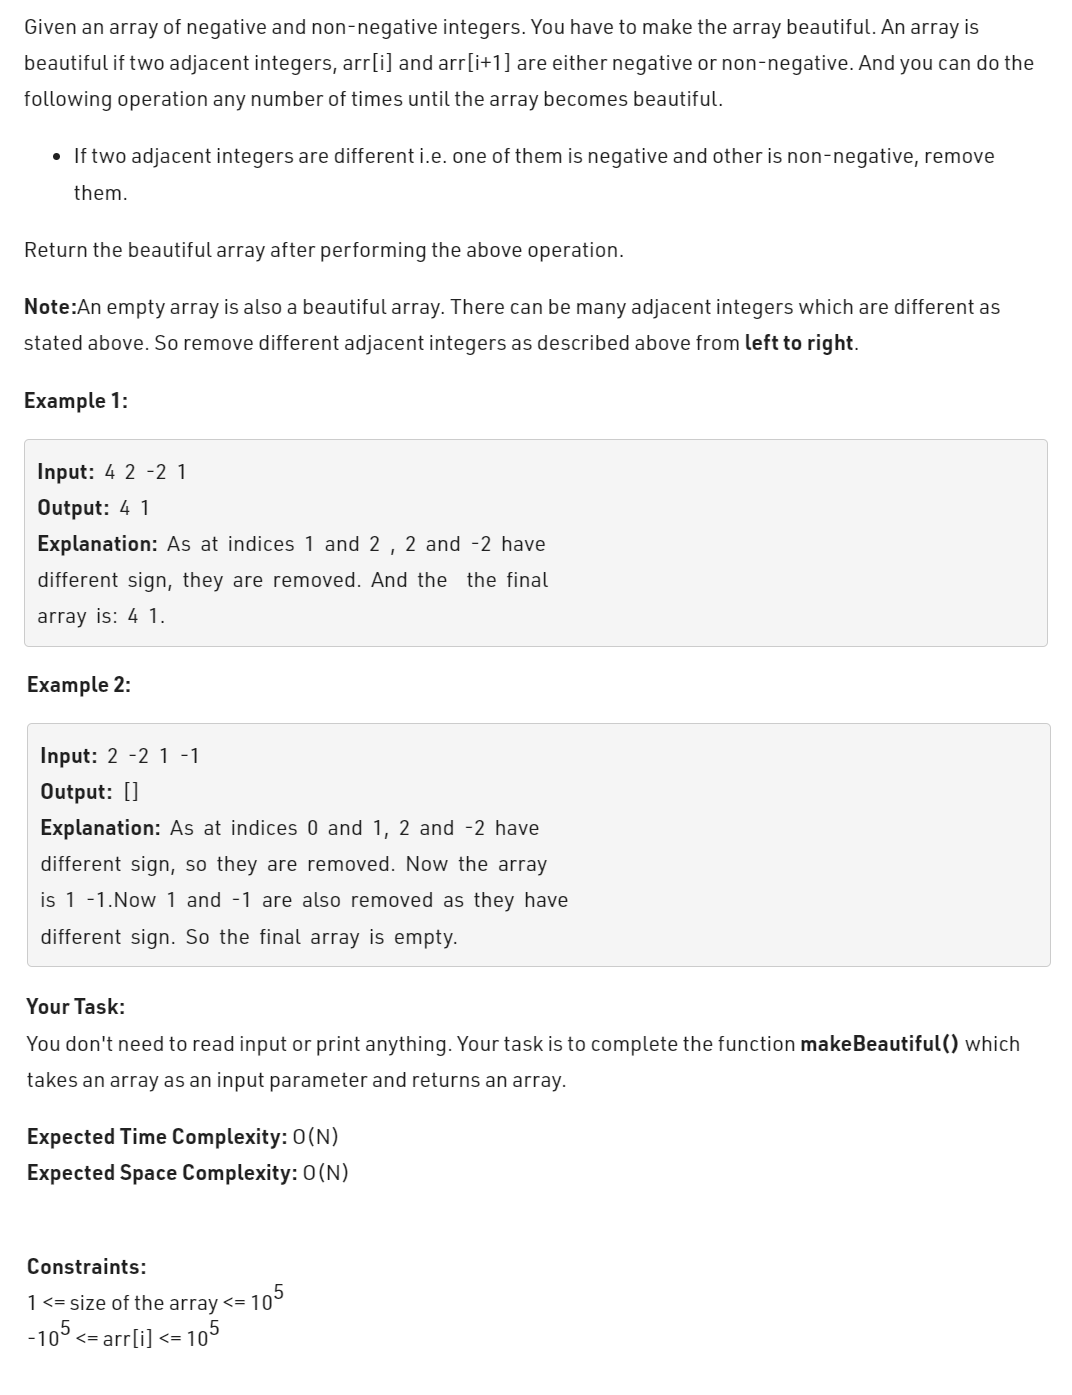 Given an array of negative and non-negative integers. You have to make the array beautiful. An array is
beautiful if two adjacent integers, arr[i] and arr[i+1] are either negative or non-negative. And you can do the
following operation any number of times until the array becomes beautiful.
• If two adjacent integers are different i.e. one of them is negative and other is non-negative, remove
them.
Return the beautiful array after performing the above operation.
Note:An empty array is also a beautiful array. There can be many adjacent integers which are different as
stated above. So remove different adjacent integers as described above from left to right.
Example 1:
Input: 4 2 -2 1
Output: 4 1
Explanation: As at indices 1 and 2 , 2 and -2 have
different sign, they are removed. And the  the final
array is: 4 1.
Example 2:
Input: 2 -2 1 -1
Output: []
Explanation: As at indices 0 and 1, 2 and -2 have
different sign, so they are removed. Now the array
is 1 -1.Now 1 and -1 are also removed as they have
different sign. So the final array is empty.
Your Task:
You don't need to read input or print anything. Your task is to complete the function makeBeautiful() which
takes an array as an input parameter and returns an array.
Expected Time Complexity: O(N)
Expected Space Complexity: O(N)
Constraints:
1 <= size of the array <= 10^5
-10^5 <= arr[i] <= 10^5